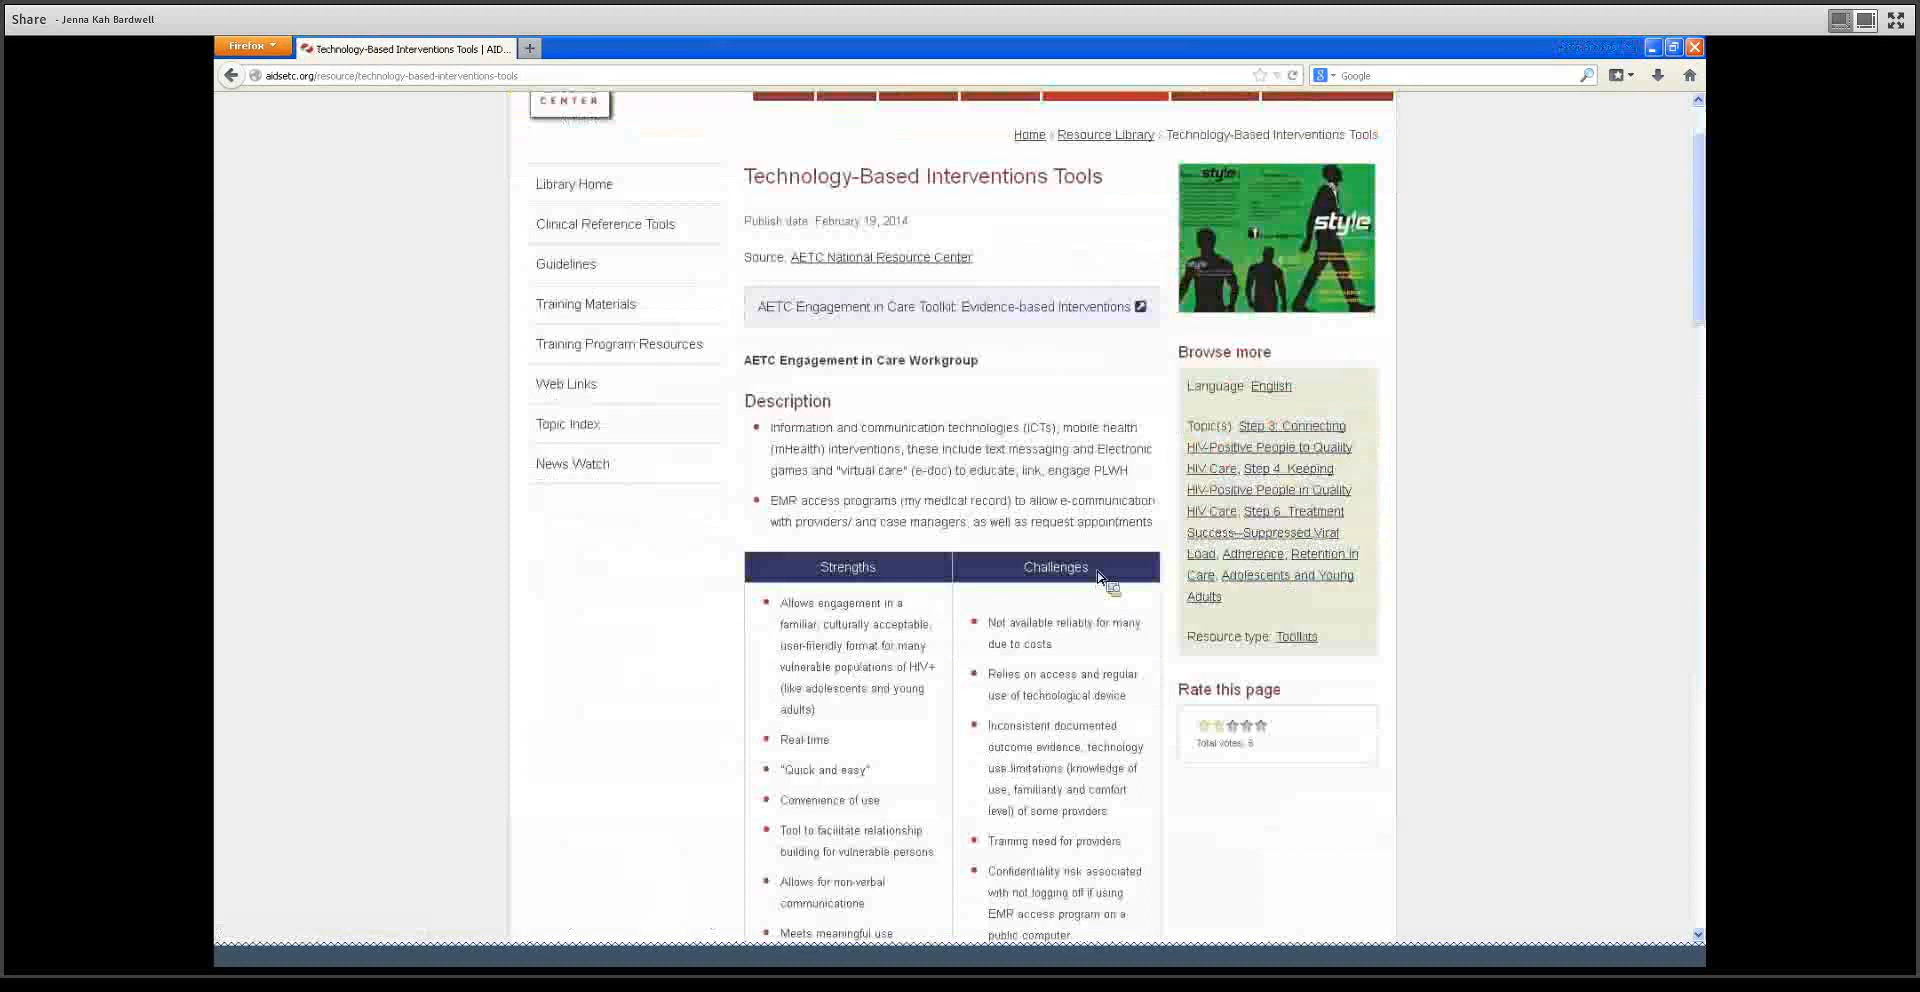 Share - Jenna Kah Bardwell
Firefox
Technology-Based Interventions Tools | AID...
aidsetc.org/resource/technology-based-interventions-tools
Google
CENTER
Home
Resource Library
Technology-Based Interventions Tools
Library Home
Clinical Reference Tools
Guidelines
Training Materials
Training Program Resources
Web Links
Topic Index
News Watch
Technology-Based Interventions Tools
Publish date: February 19, 2014
Source: AETC National Resource Center
AETC Engagement in Care Toolkit: Evidence-based Interventions
AETC Engagement in Care Workgroup
Description
Information and communication technologies (ICTs), mobile health
(mHealth) interventions, these include text messaging and Electronic
games and "virtual care" (e-doc) to educate, link, engage PLWH
EMR access programs (my medical record) to allow e-communication
with providers/ and case managers, as well as request appointments
Strengths
Allows engagement in a
familiar, culturally acceptable,
user-friendly format for many
vulnerable populations of HIV+
(like adolescents and young
adults)
Real-time
"Quick and easy"
Convenience of use
Tool to facilitate relationship
building for vulnerable persons
Allows for non-verbal
communications
Meets meaningful use
Challenges
Not available reliably for many
due to costs
Relies on access and regular
use of technological device
Inconsistent documented
outcome evidence, technology
use limitations (knowledge of
use, familiarity and comfort
level) of some providers
Training need for providers
Confidentiality risk associated
with not logging off if using
EMR access program on a
public computer
style
style
Browse more
Language: English
Topic(s): Step 3: Connecting
HIV-Positive People to Quality
HIV Care, Step 4: Keeping
HIV-Positive People in Quality
HIV Care, Step 6: Treatment
Success--Suppressed Viral
Load, Adherence, Retention in
Care, Adolescents and Young
Adults
Resource type: Toolkits
Rate this page
Total votes: